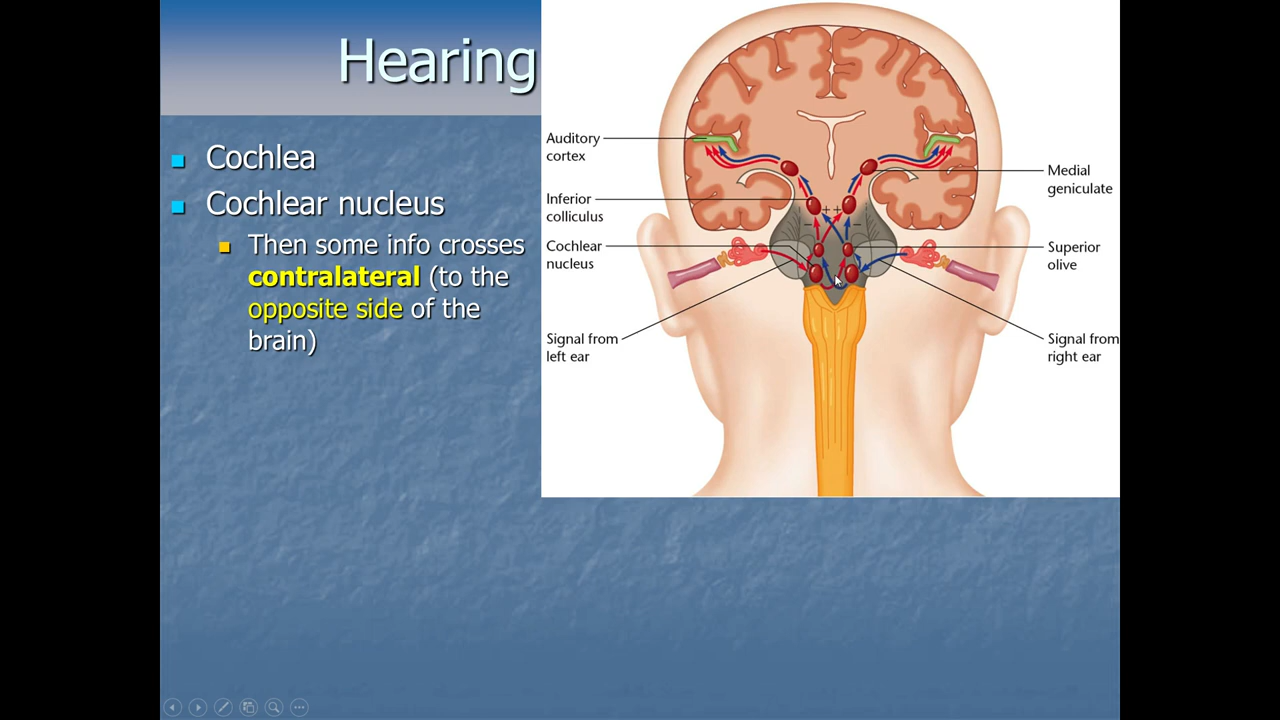 Hearing
Cochlea
Cochlear nucleus
Then some info crosses
contralateral (to the
opposite side of the
brain)
Auditory
cortex
Inferior
colliculus
Cochlear
nucleus
Signal from
left ear
Medial
geniculate
Superior
olive
Signal from
right ear